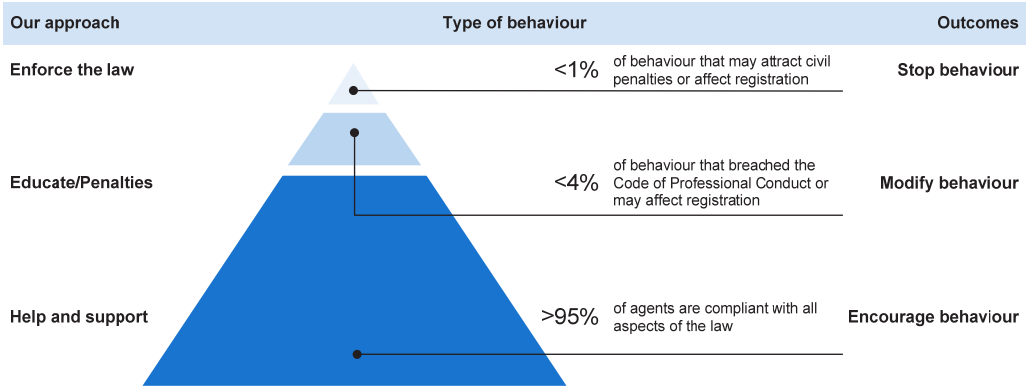 Our approach Type of behaviour Outcomes
Enforce the law <1% of behaviour that may attract civil Stop behaviour
penalties or affect registration
Educate/Penalties <4% of behaviour that breached the Modify behaviour
Code of Professional Conduct or
may affect registration
Help and support >95% of agents are compliant with all Encourage behaviour
aspects of the law